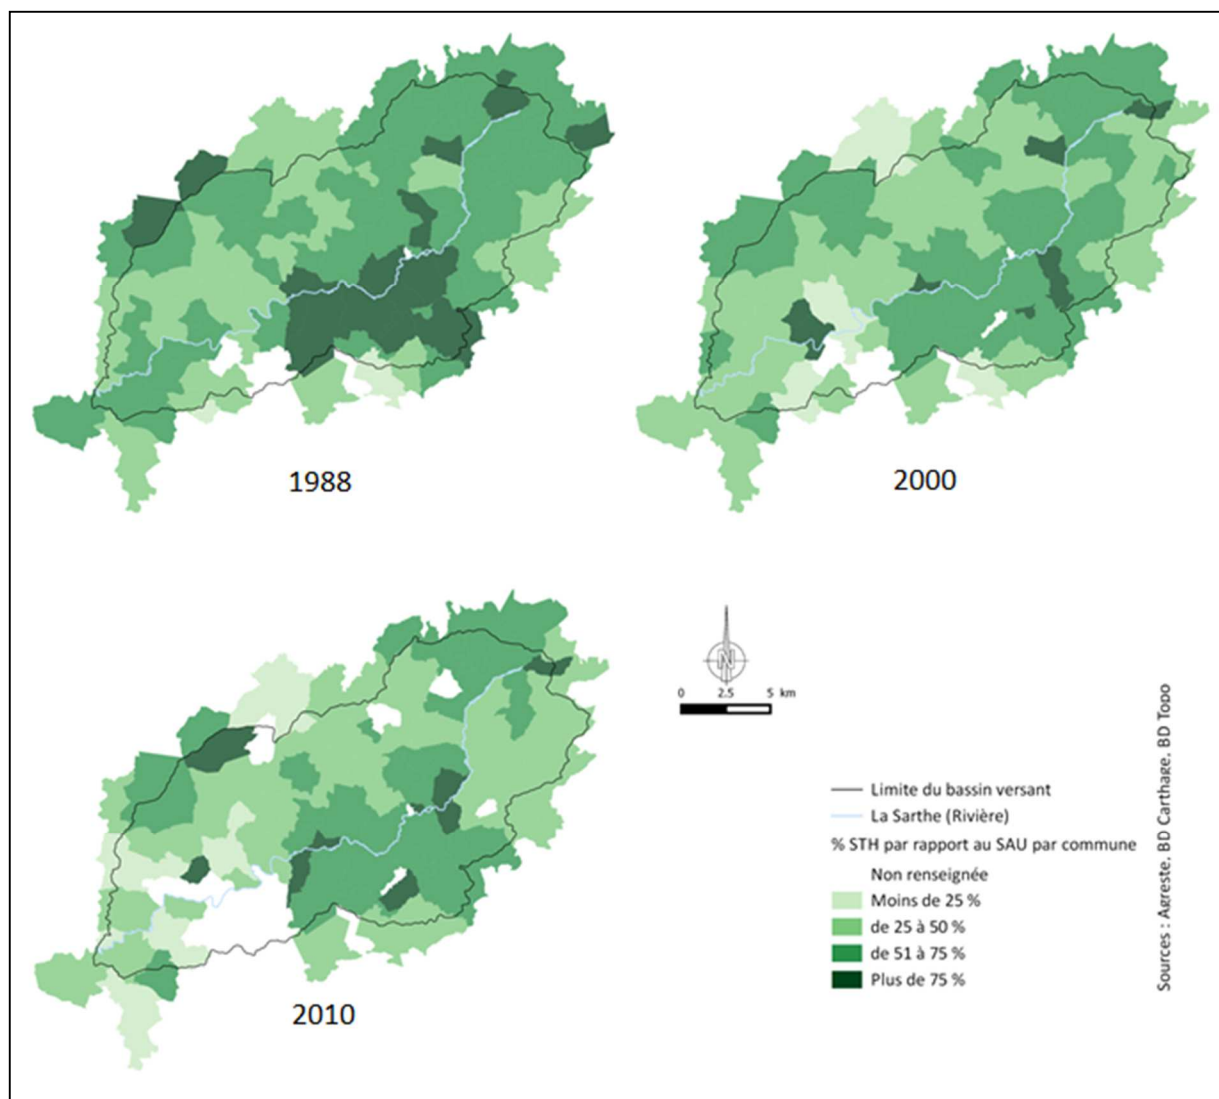 1988
2000
2010
N
0 2.5 5 km
Limite du bassin versant
La Sarthe (Rivière)
% STH par rapport au SAU par commune
Non renseignée
Moins de 25 %
de 25 à 50 %
de 51 à 75 %
Plus de 75 %
Sources : Agreste, BD Carthage, BD Topo